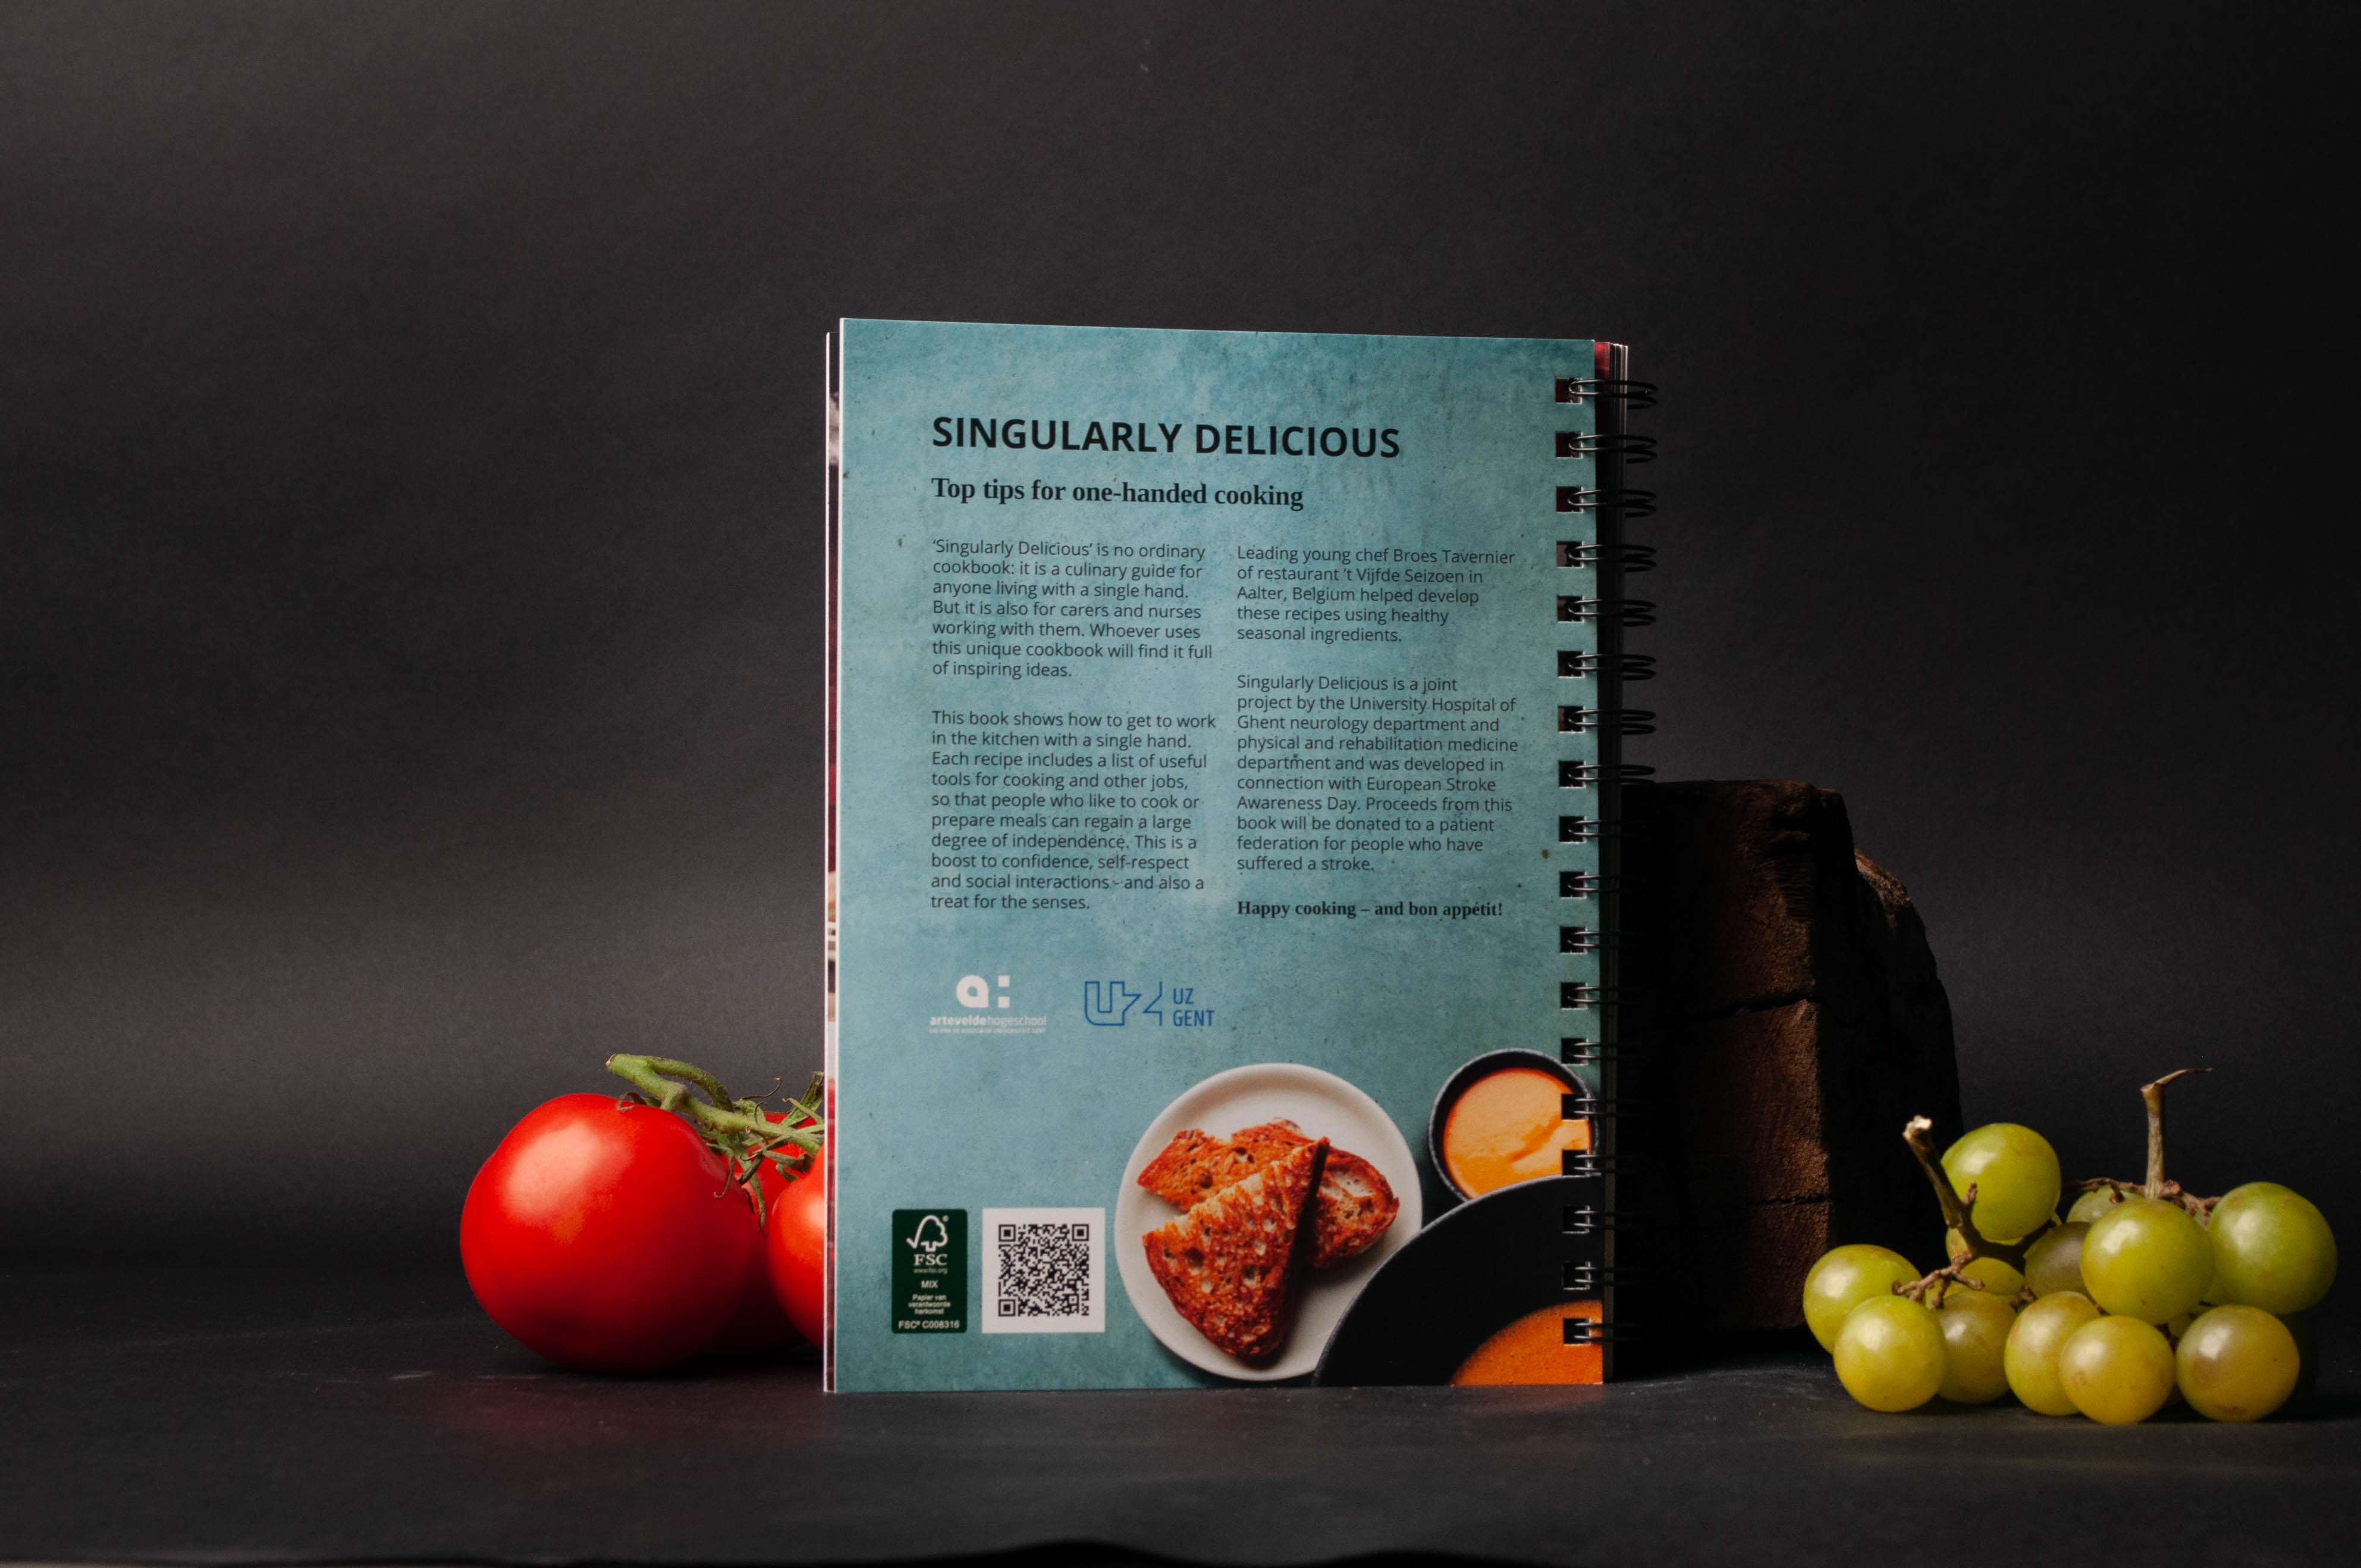 SINGULARLY DELICIOUS
Top tips for one-handed cooking
‘Singularly Delicious’ is no ordinary
cookbook: it is a culinary guide for
anyone living with a single hand.
But it is also for carers and nurses
working with them. Whoever uses
this unique cookbook will find it full
of inspiring ideas.
This book shows how to get to work
in the kitchen with a single hand.
Each recipe includes a list of useful
tools for cooking and other jobs,
so that people who like to cook or
prepare meals can regain a large
degree of independence. This is a
boost to confidence, self-respect
and social interactions - and also a
treat for the senses.
Leading young chef Broes Tavernier
of restaurant ’t Vijfde Seizoen in
Aalter, Belgium helped develop
these recipes using healthy
seasonal ingredients.
Singularly Delicious is a joint
project by the University Hospital of
Ghent neurology department and
physical and rehabilitation medicine
department and was developed in
connection with European Stroke
Awareness Day. Proceeds from this
book will be donated to a patient
federation for people who have
suffered a stroke.
Happy cooking – and bon appétit!
a:
arteveldehogeschool
UZ
GENT
FSC
www.fsc.org
MIX
Papier van
verantwoorde
herkomst
FSC® C008316